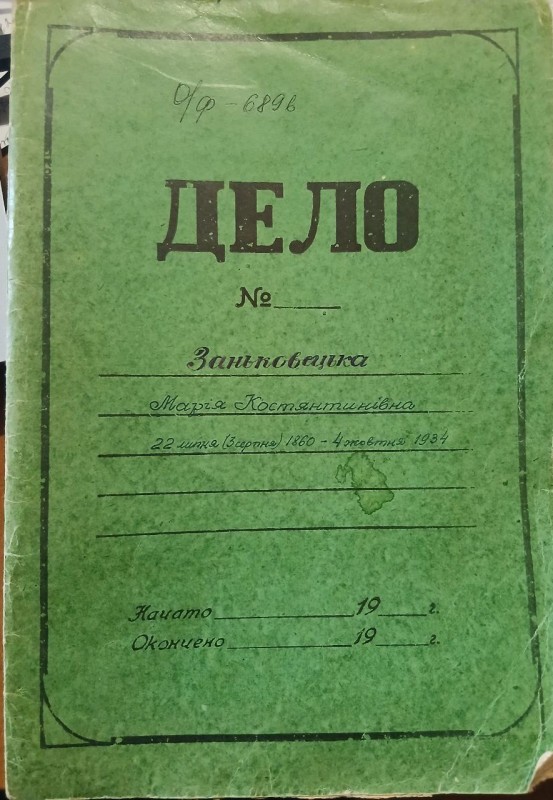 О/Ф - 689в
ДЕЛО
№
Заньковецька
Марія Костянтинівна
22 липня (3 серпня) 1860 - 4 жовтня 1934
Начато 19 г.
Окончено 19 г.